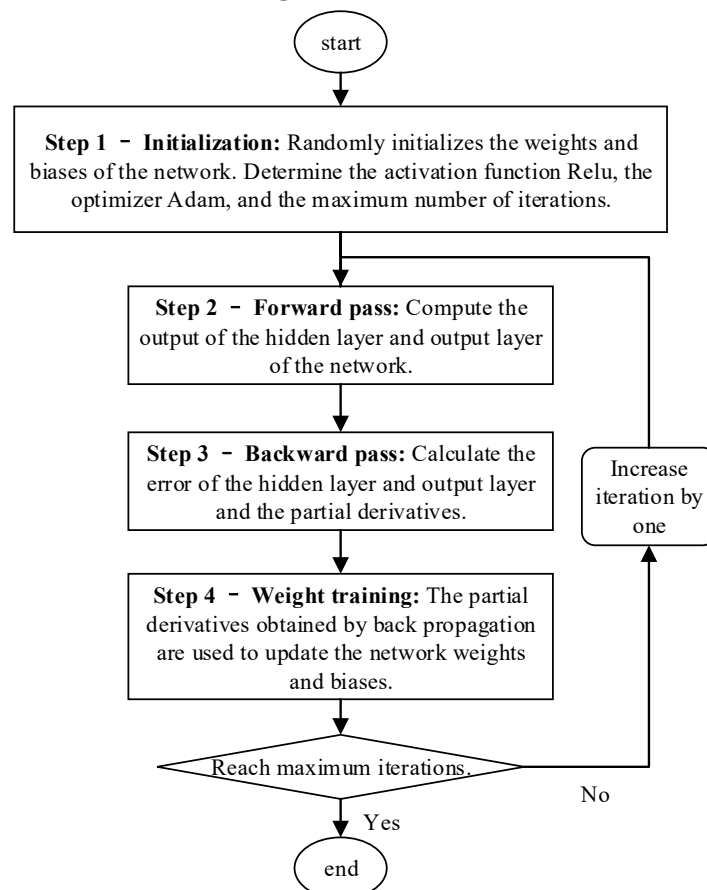 start
Step 1 － Initialization: Randomly initializes the weights and
biases of the network. Determine the activation function Relu, the
optimizer Adam, and the maximum number of iterations.
Step 2 － Forward pass: Compute the
output of the hidden layer and output layer
of the network.
Step 3 － Backward pass: Calculate the
error of the hidden layer and output layer
and the partial derivatives.
Increase
iteration by
one
Step 4 － Weight training: The partial
derivatives obtained by back propagation
are used to update the network weights
and biases.
Reach maximum iterations.
No
Yes
end